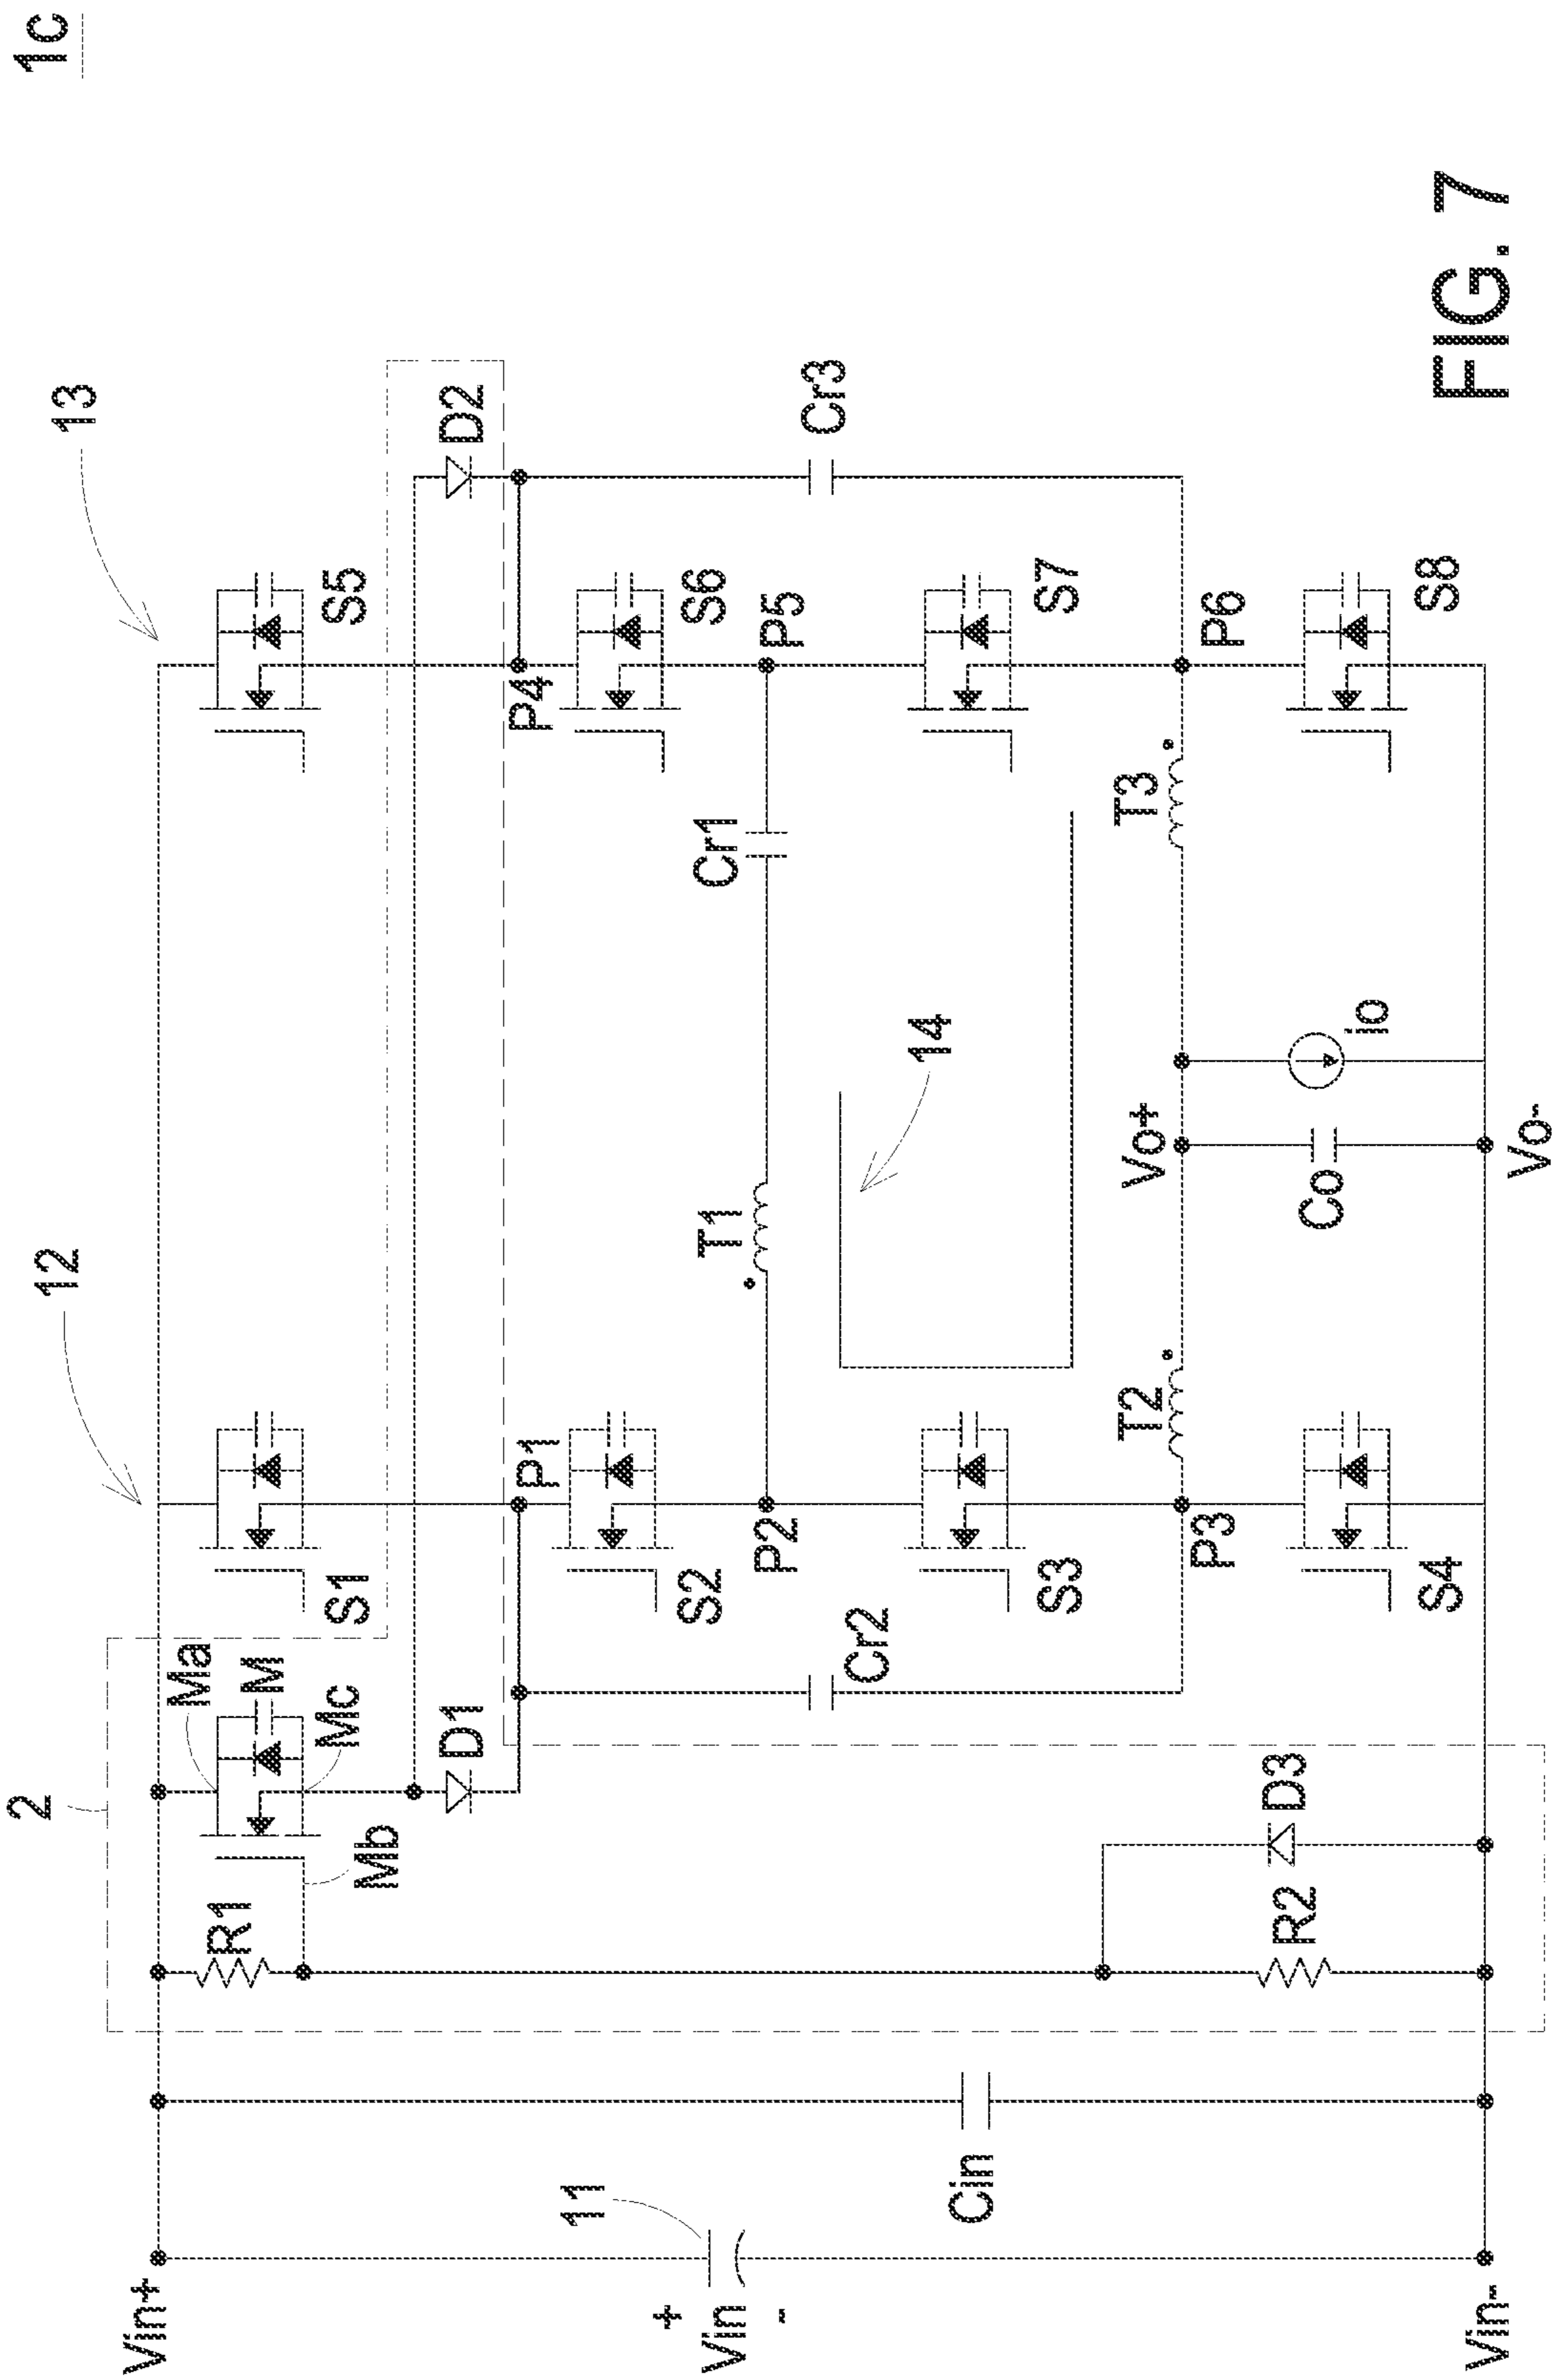 1c
12
13
2
Vin+
Ma
M
Mc
Mb
R1
S1
S5
D1
D2
P1
P4
11
+
Vin
-
S2
S6
P2
T1
Cr1
P5
Cr2
Cr3
14
Cin
S3
S7
P3
T2
Vo+
T3
P6
R2
D3
S4
Co
io
S8
Vin-
Vo-
FIG. 7